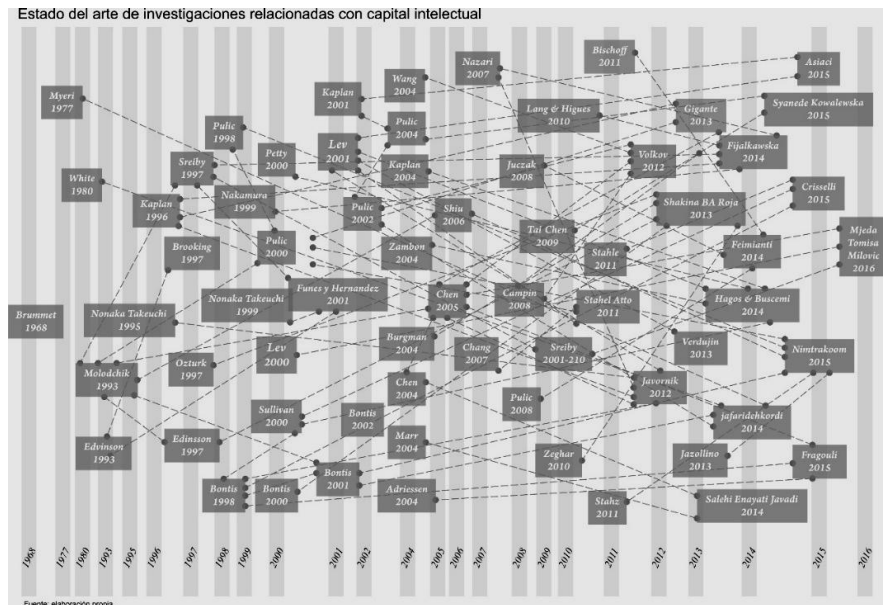 Estado del arte de investigaciones relacionadas con capital intelectual
Bischoff
2011
Asiaci
2015
Nazari
2007
Wang
2004
Kaplan
2001
Myeri
1977
Syanede Kowalewska
2015
Lang & Higues
2010
Gigante
2013
Pulic
2004
Pulic
1998
Lev
2001
Fijalkawska
2014
Petty
2000
Volkov
2012
Sreiby
1997
Kaplan
2004
Juczak
2008
White
1980
Nakamura
1999
Crisselli
2015
Kaplan
1996
Pulic
2002
Shiu
2006
Shakina BA Roja
2013
Tai Chen
2009
Mjeda
Tomisa
Milovic
2016
Brooking
1997
Pulic
2000
Zambon
2004
Stahle
2011
Feimianti
2014
Funes y Hernandez
2001
Chen
2005
Campin
2008
Nonaka Takeuchi
1999
Stahel Atto
2011
Hagos & Buscemi
2014
Brummet
1968
Nonaka Takeuchi
1995
Burgman
2004
Chang
2007
Sreiby
2001-210
Verdujin
2013
Nimtrakoom
2015
Lev
2000
Ozturk
1997
Molodchik
1993
Chen
2004
Javornik
2012
Pulic
2008
Sullivan
2000
Bontis
2002
jafaridehkordi
2014
Edvinson
1993
Edinsson
1997
Marr
2004
Zeghar
2010
Jazollino
2013
Fragouli
2015
Bontis
1998
Bontis
2000
Bontis
2001
Adriessen
2004
Stahz
2011
Salehi Enayati Javadi
2014
1968
1977
1980
1993
1995
1996
1997
1998
1999
2000
2001
2002
2004
2005
2006
2007
2008
2009
2010
2011
2012
2013
2014
2015
2016
Fuente: elaboración propia